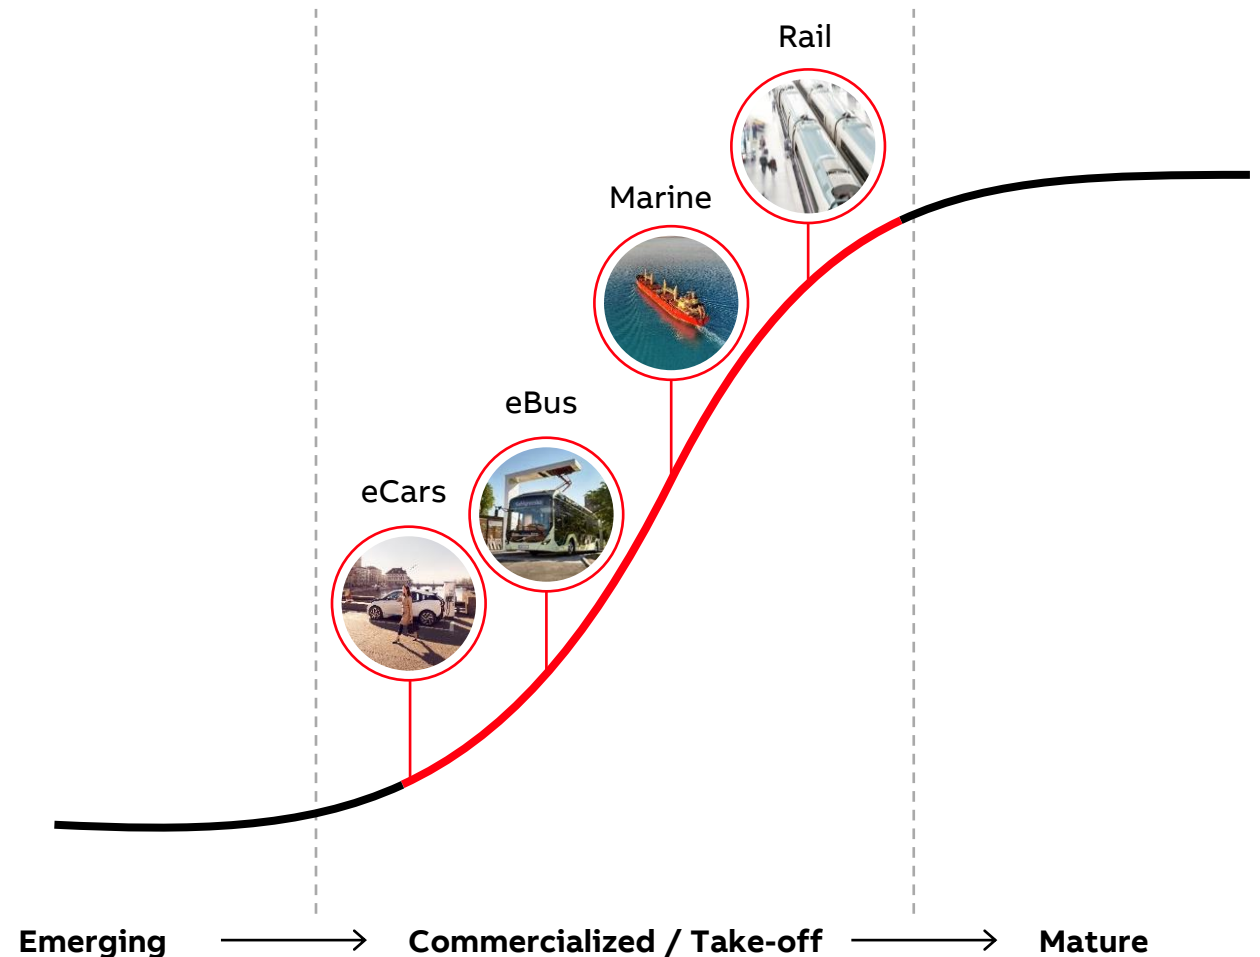 Rail
Marine
eBus
eCars
Emerging
Commercialized / Take-off
Mature